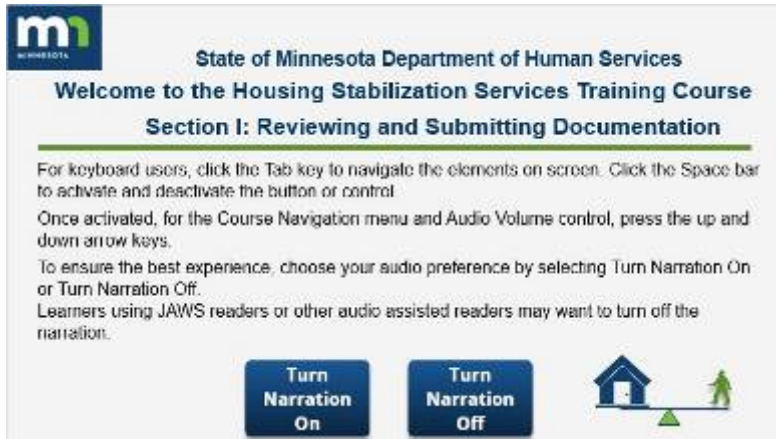 MINNESOTA
State of Minnesota Department of Human Services
Welcome to the Housing Stabilization Services Training Course
Section I: Reviewing and Submitting Documentation
For keyboard users, click the Tab key to navigate the elements on screen. Click the Space bar
to activate and deactivate the button or control
Once activated, for the Course Navigation menu and Audio Volume control, press the up and
down arrow keys.
To ensure the best experience, choose your audio preference by selecting Turn Narration On
or Turn Narration Off.
Learners using JAWS readers or other audio assisted readers may want to turn off the
narration.
Turn
Narration
On
Turn
Narration
Off